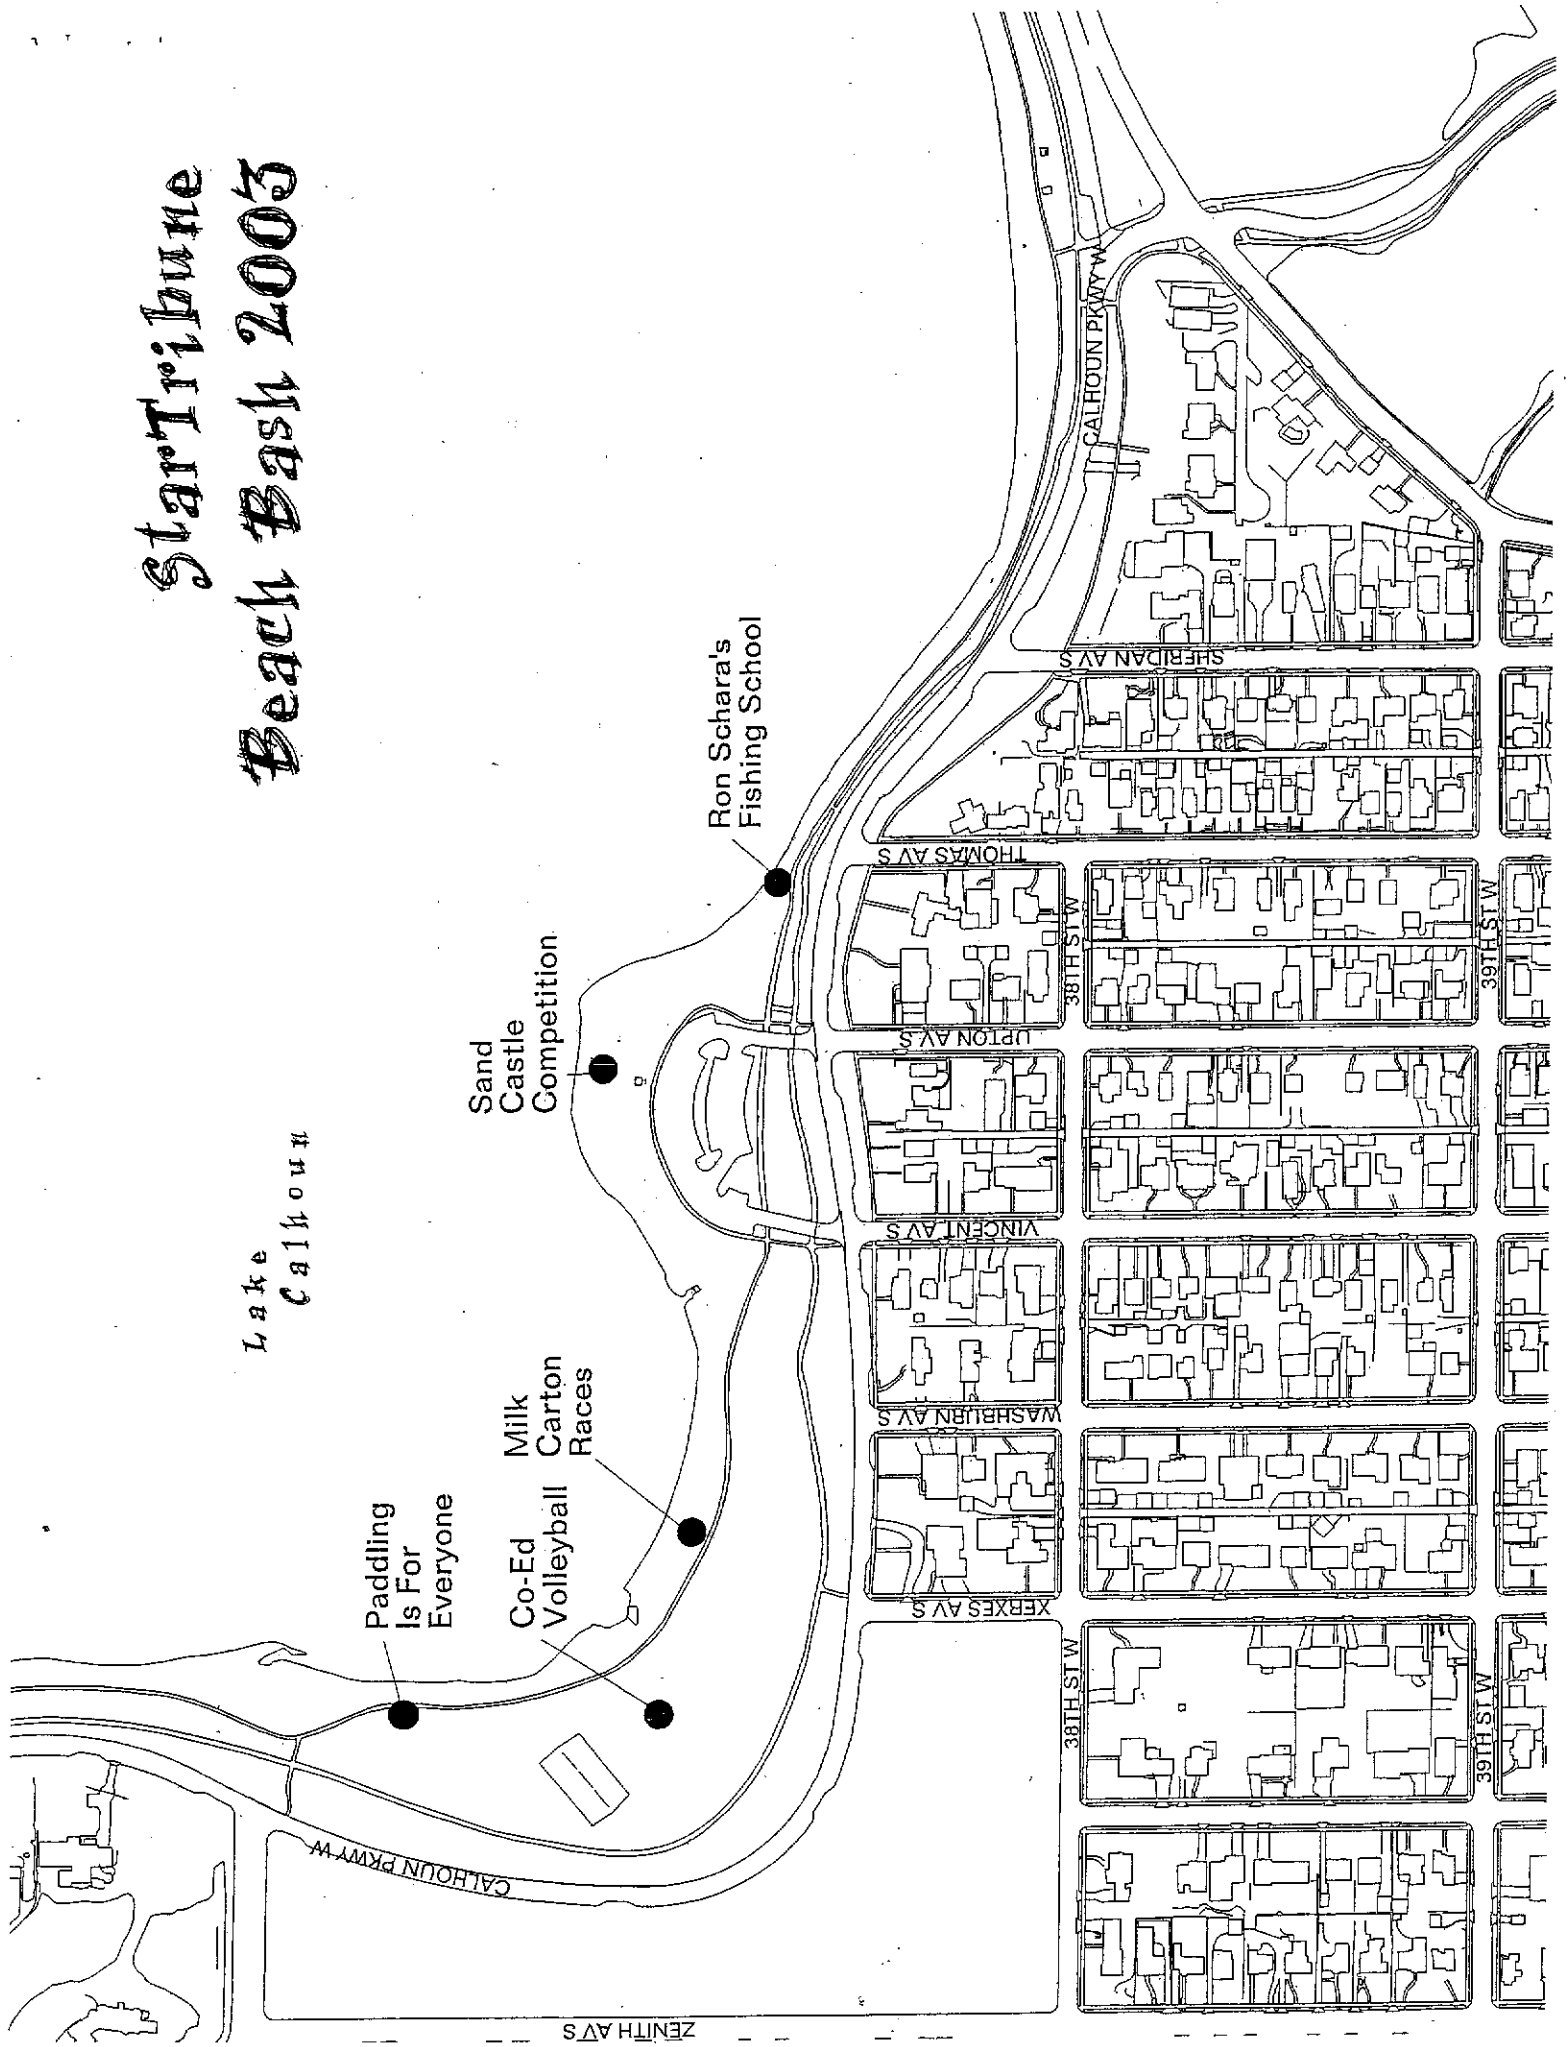 StarTribune
Beach Bash 2003
Lake
Calhoun
Paddling
Is For
Everyone
Co-Ed
Volleyball
Milk
Carton
Races
Sand
Castle
Competition
Ron Schara's
Fishing School
CALHOUN PKWY W
CALHOUN PKWY W
ZENITH AV S
XERXES AV S
WASHBURN AV S
VINCENT AV S
UPTON AV S
THOMAS AV S
SHERIDAN AV S
38TH ST W
38TH ST W
39TH ST W
39TH ST W